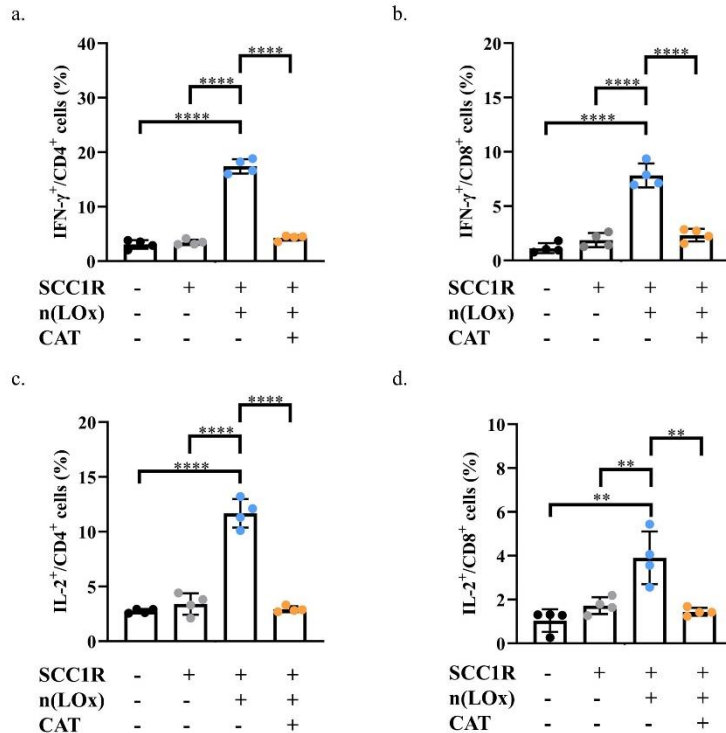 a.
IFN-γ⁺/CD4⁺ cells (%)
40
30
20
10
0
****
****
****
SCC1R - + + +
n(LOx) - - + +
CAT - - - +
b.
IFN-γ⁺/CD8⁺ cells (%)
20
15
10
5
0
****
****
****
SCC1R - + + +
n(LOx) - - + +
CAT - - - +
c.
IL-2⁺/CD4⁺ cells (%)
20
15
10
5
0
****
****
****
SCC1R - + + +
n(LOx) - - + +
CAT - - - +
d.
IL-2⁺/CD8⁺ cells (%)
10
8
6
4
2
0
**
**
**
SCC1R - + + +
n(LOx) - - + +
CAT - - - +